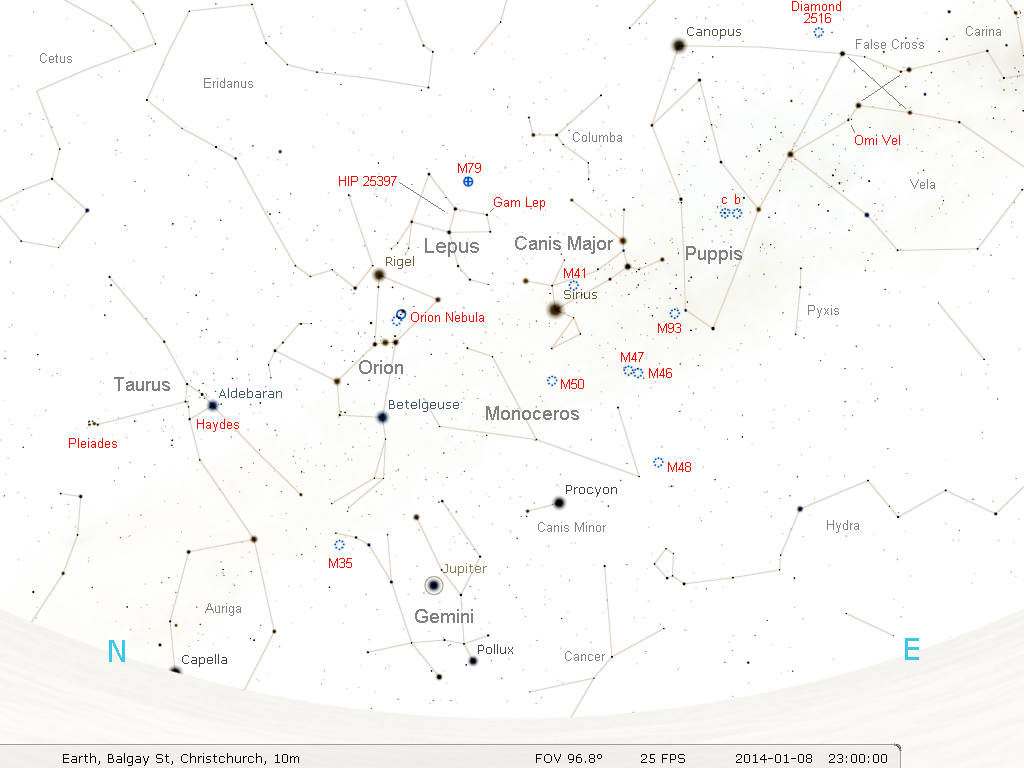 Diamond
2516
Canopus
Carina
False Cross
Cetus
Eridanus
Columba
Omi Vel
M79
HIP 25397
Vela
Gam Lep
c b
Lepus
Canis Major
Puppis
Rigel
M41
Sirius
Pyxis
Orion Nebula
M93
M47
Orion
M46
Taurus
M50
Aldebaran
Betelgeuse
Monoceros
Haydes
Pleiades
M48
Procyon
Canis Minor
Hydra
M35
Jupiter
Auriga
Gemini
N
E
Pollux
Cancer
Capella
Earth, Balgay St, Christchurch, 10m FOV 96.8° 25 FPS 2014-01-08 23:00:00